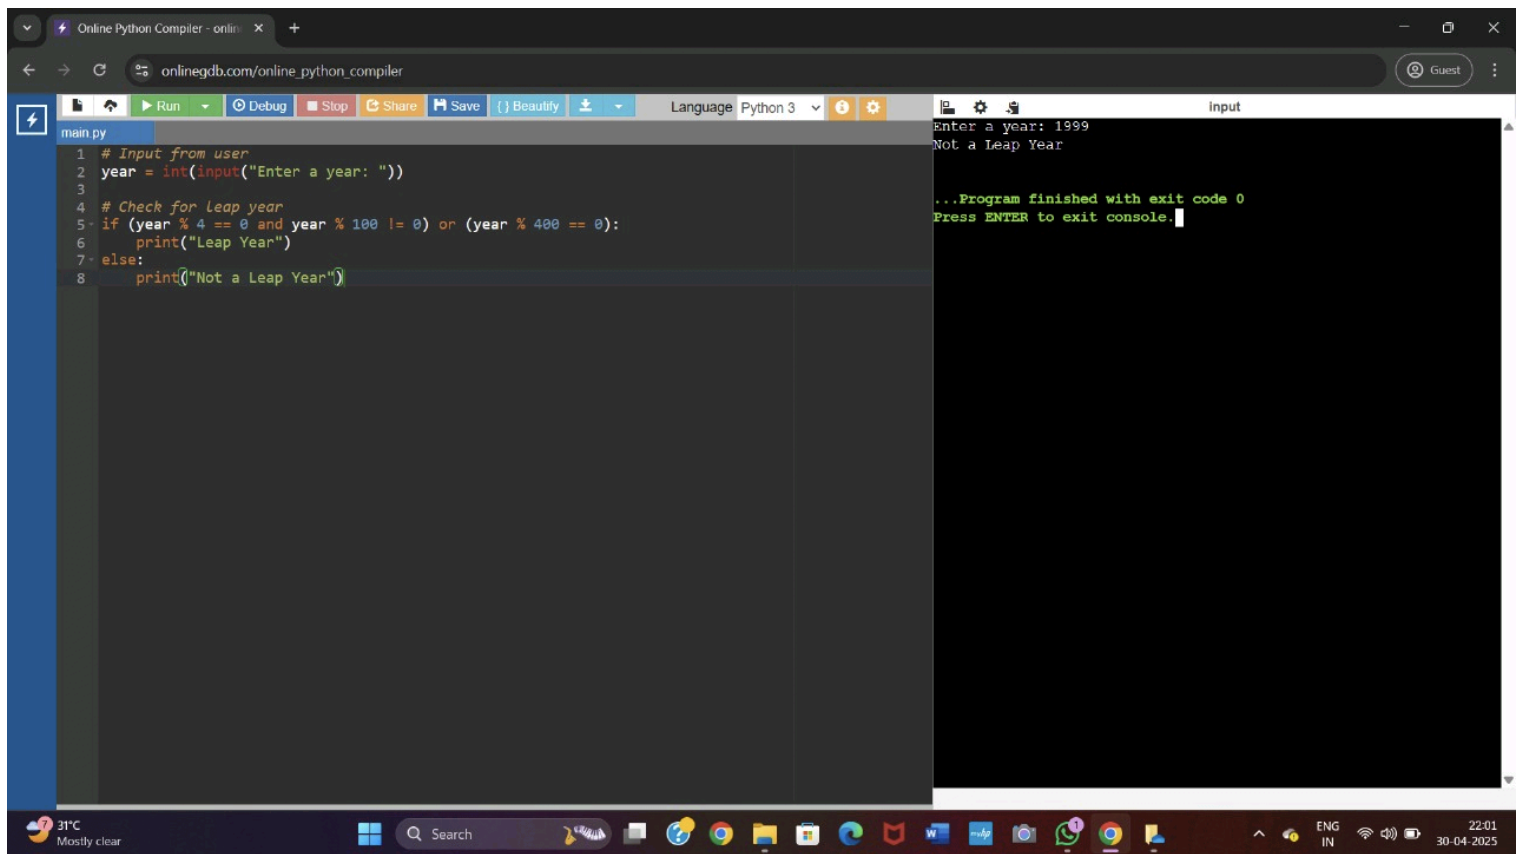 Online Python Compiler - onlin
onlinegdb.com/online_python_compiler
Guest
Run
Debug
Stop
Share
Save
{ } Beautify
Language Python 3
input
main.py
1 # Input from user
2 year = int(input("Enter a year: "))
3
4 # Check for leap year
5 if (year % 4 == 0 and year % 100 != 0) or (year % 400 == 0):
6 print("Leap Year")
7 else:
8 print("Not a Leap Year")
Enter a year: 1999
Not a Leap Year
...Program finished with exit code 0
Press ENTER to exit console.
7
31°C
Mostly clear
Search
W
mhp
1
ENG
IN
22:01
30-04-2025